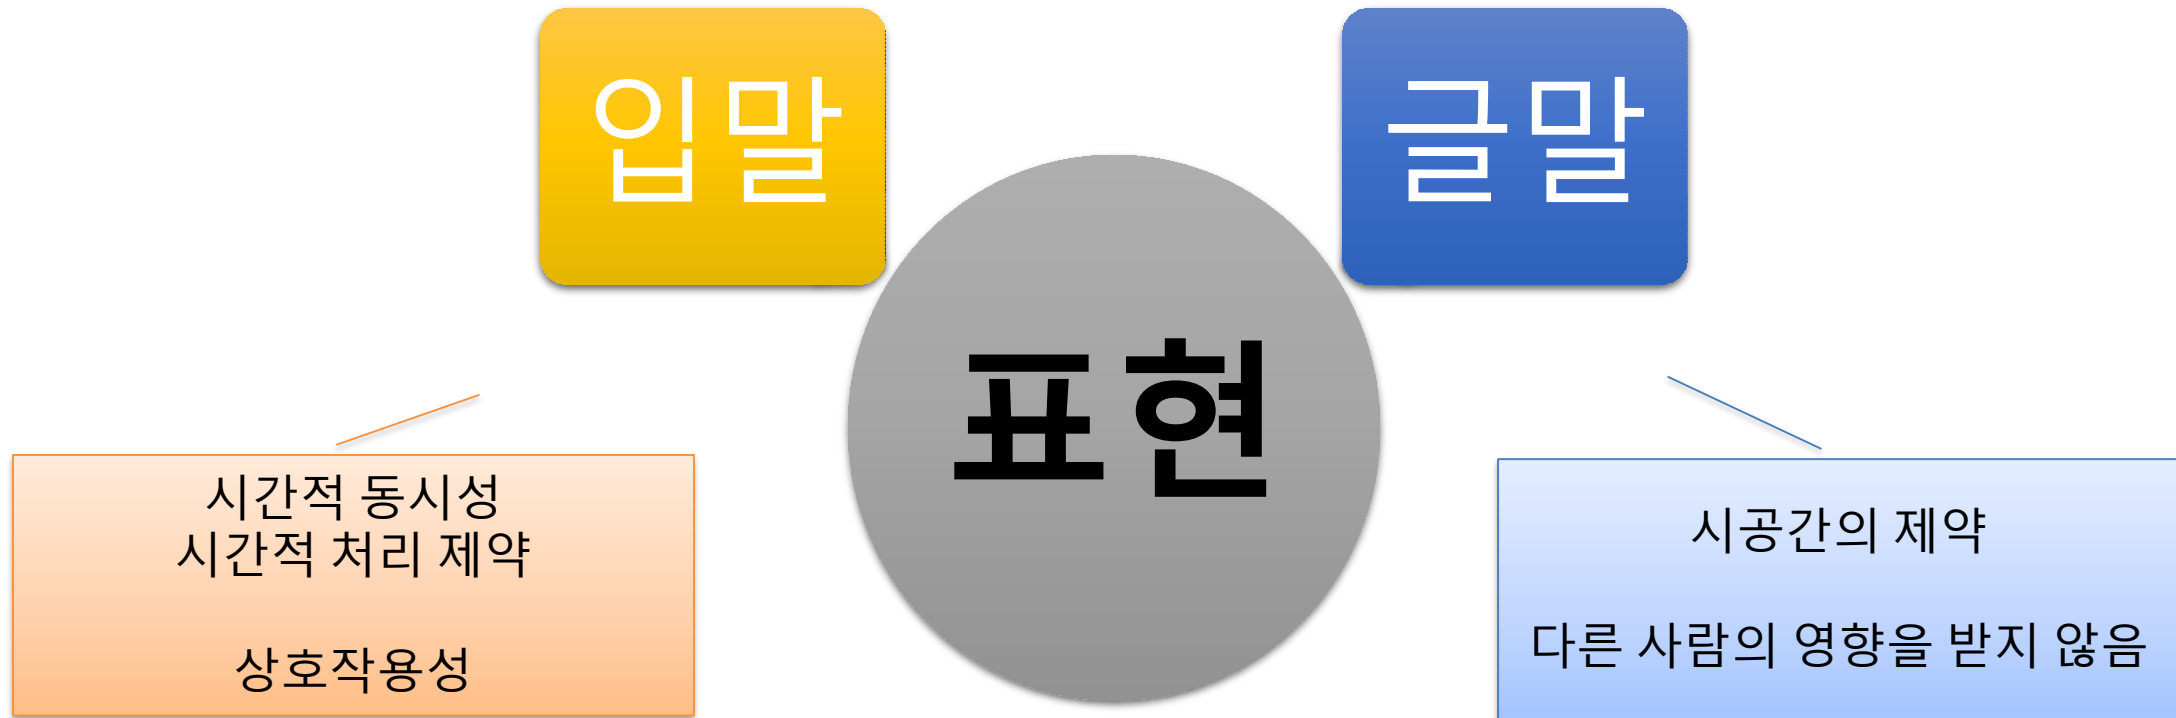 입말
글말
표현
시간적 동시성
시간적 처리 제약
상호작용성
시공간의 제약
다른 사람의 영향을 받지 않음